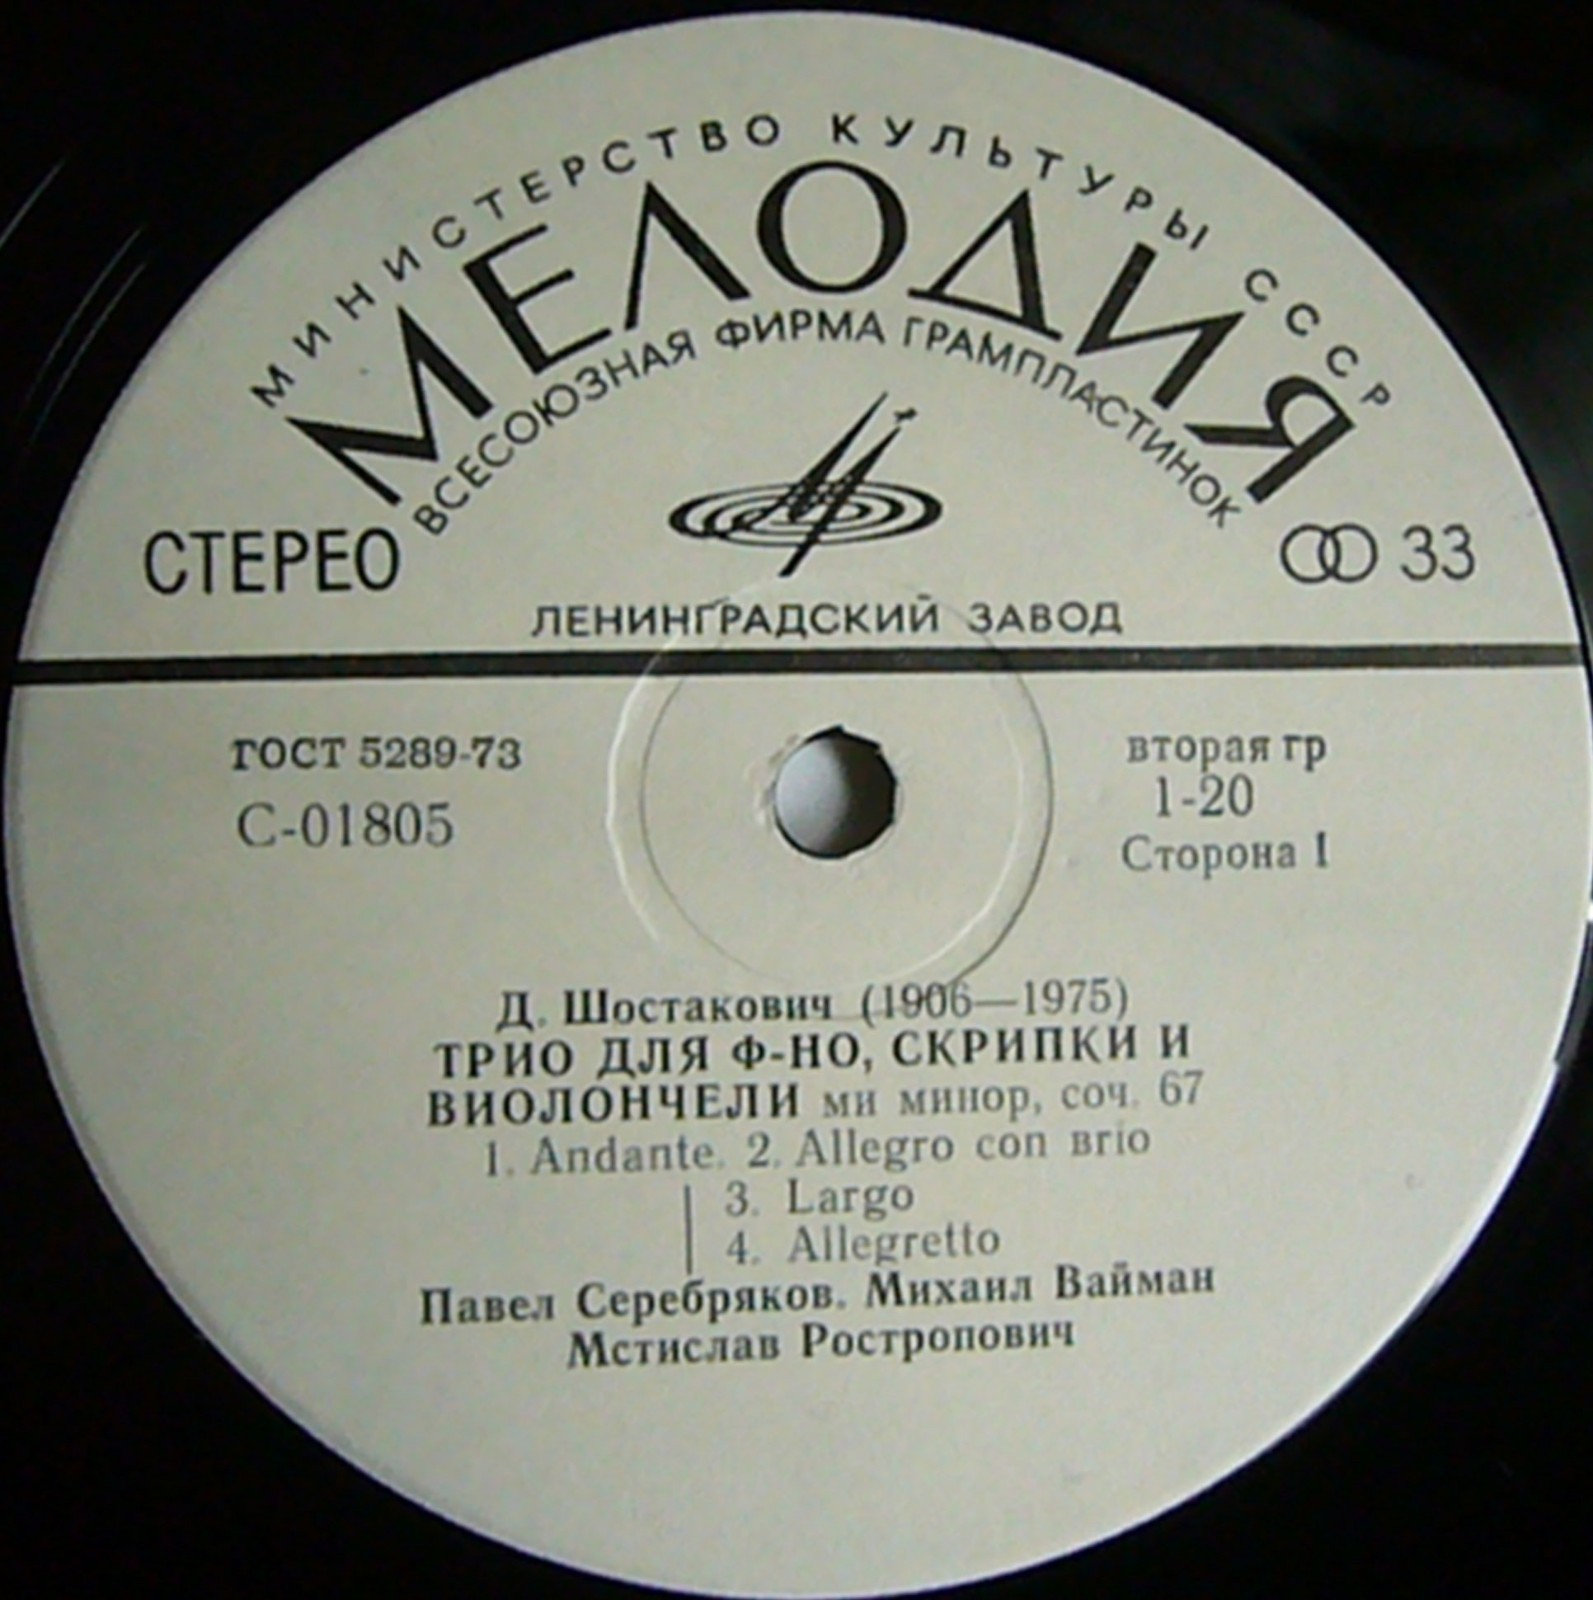 МИНИСТЕРСТВО КУЛЬТУРЫ СССР
МЕЛОДИЯ
ВСЕСОЮЗНАЯ ФИРМА ГРАМПЛАСТИНОК
СТЕРЕО
33
ЛЕНИНГРАДСКИЙ ЗАВОД
ГОСТ 5289-73
С-01805
вторая гр
1-20
Сторона 1
Д. Шостакович (1906—1975)
ТРИО ДЛЯ Ф-НО, СКРИПКИ И
ВИОЛОНЧЕЛИ ми минор, соч. 67
1. Andante. 2. Allegro con вrio
3. Largo
4. Allegretto
Павел Серебряков. Михаил Вайман
Мстислав Ростропович